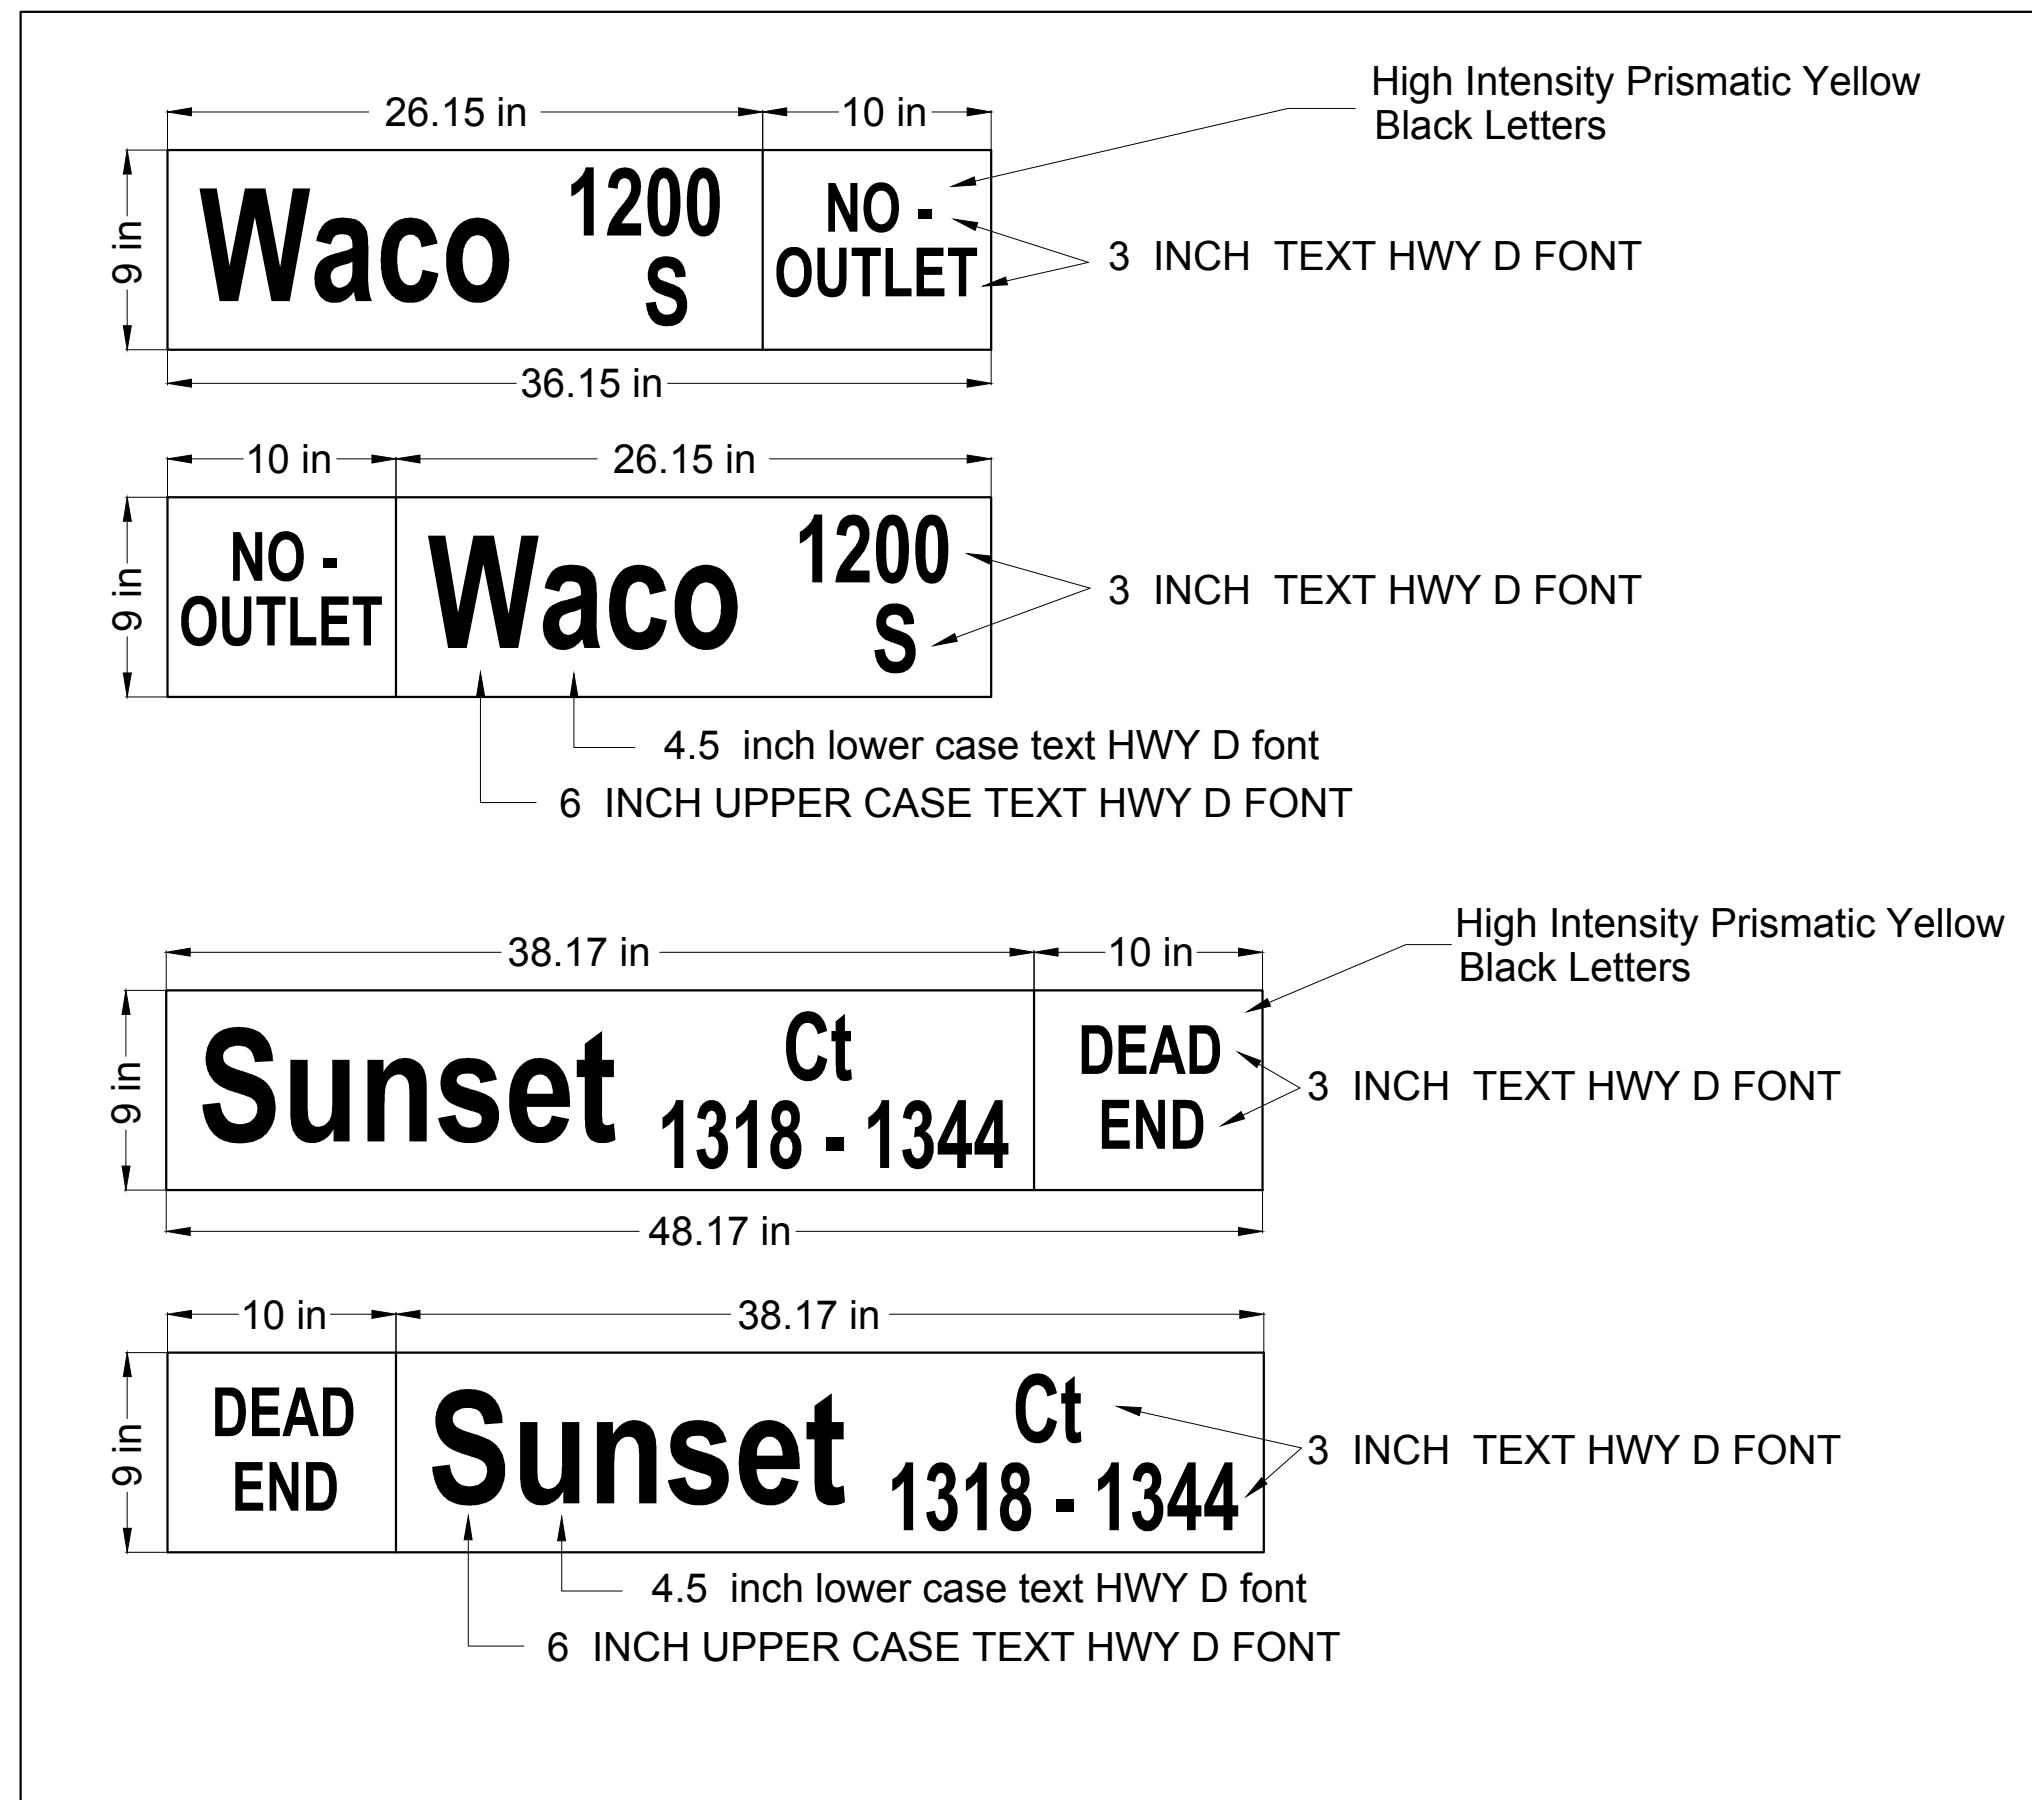 26.15 in 10 in
High Intensity Prismatic Yellow
Black Letters
9 in
Waco 1200
S
NO -
OUTLET
3 INCH TEXT HWY D FONT
36.15 in
10 in 26.15 in
9 in
NO -
OUTLET
Waco 1200
S
3 INCH TEXT HWY D FONT
4.5 inch lower case text HWY D font
6 INCH UPPER CASE TEXT HWY D FONT
38.17 in 10 in
High Intensity Prismatic Yellow
Black Letters
9 in
Sunset Ct
1318 - 1344
DEAD
END
3 INCH TEXT HWY D FONT
48.17 in
10 in 38.17 in
9 in
DEAD
END
Sunset Ct
1318 - 1344
3 INCH TEXT HWY D FONT
4.5 inch lower case text HWY D font
6 INCH UPPER CASE TEXT HWY D FONT